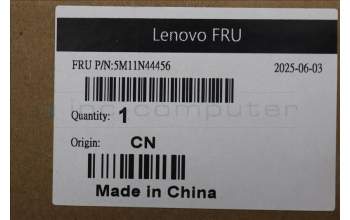 Lenovo FRU
FRU P/N:5M11N44456 2025-06-03
Quantity: 1
Origin: CN
Made in China